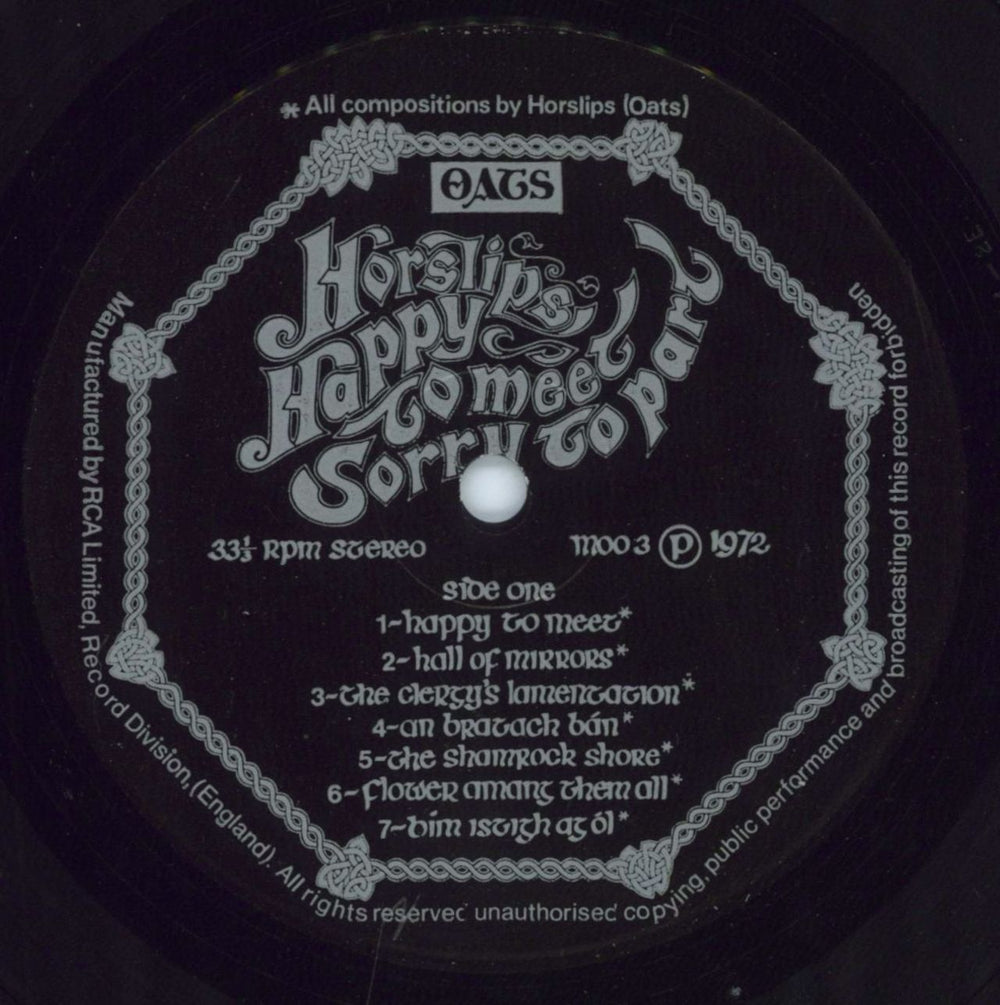 * All compositions by Horslips (Oats)
OATS
Horslips
Happy
to meet
Sorry to part
33⅓ Rpm Stereo
MOO 3 Ⓟ 1972
Side One
1-happy to meet*
2-hall of mirrors*
3-the clergy's lamentation*
4-an bratach bán*
5-the shamrock shore*
6-flower amang them all*
7-bím istigh ag ól*
Manufactured by RCA Limited, Record Division, (England). All rights reserved unauthorised copying, public performance and broadcasting of this record forbidden